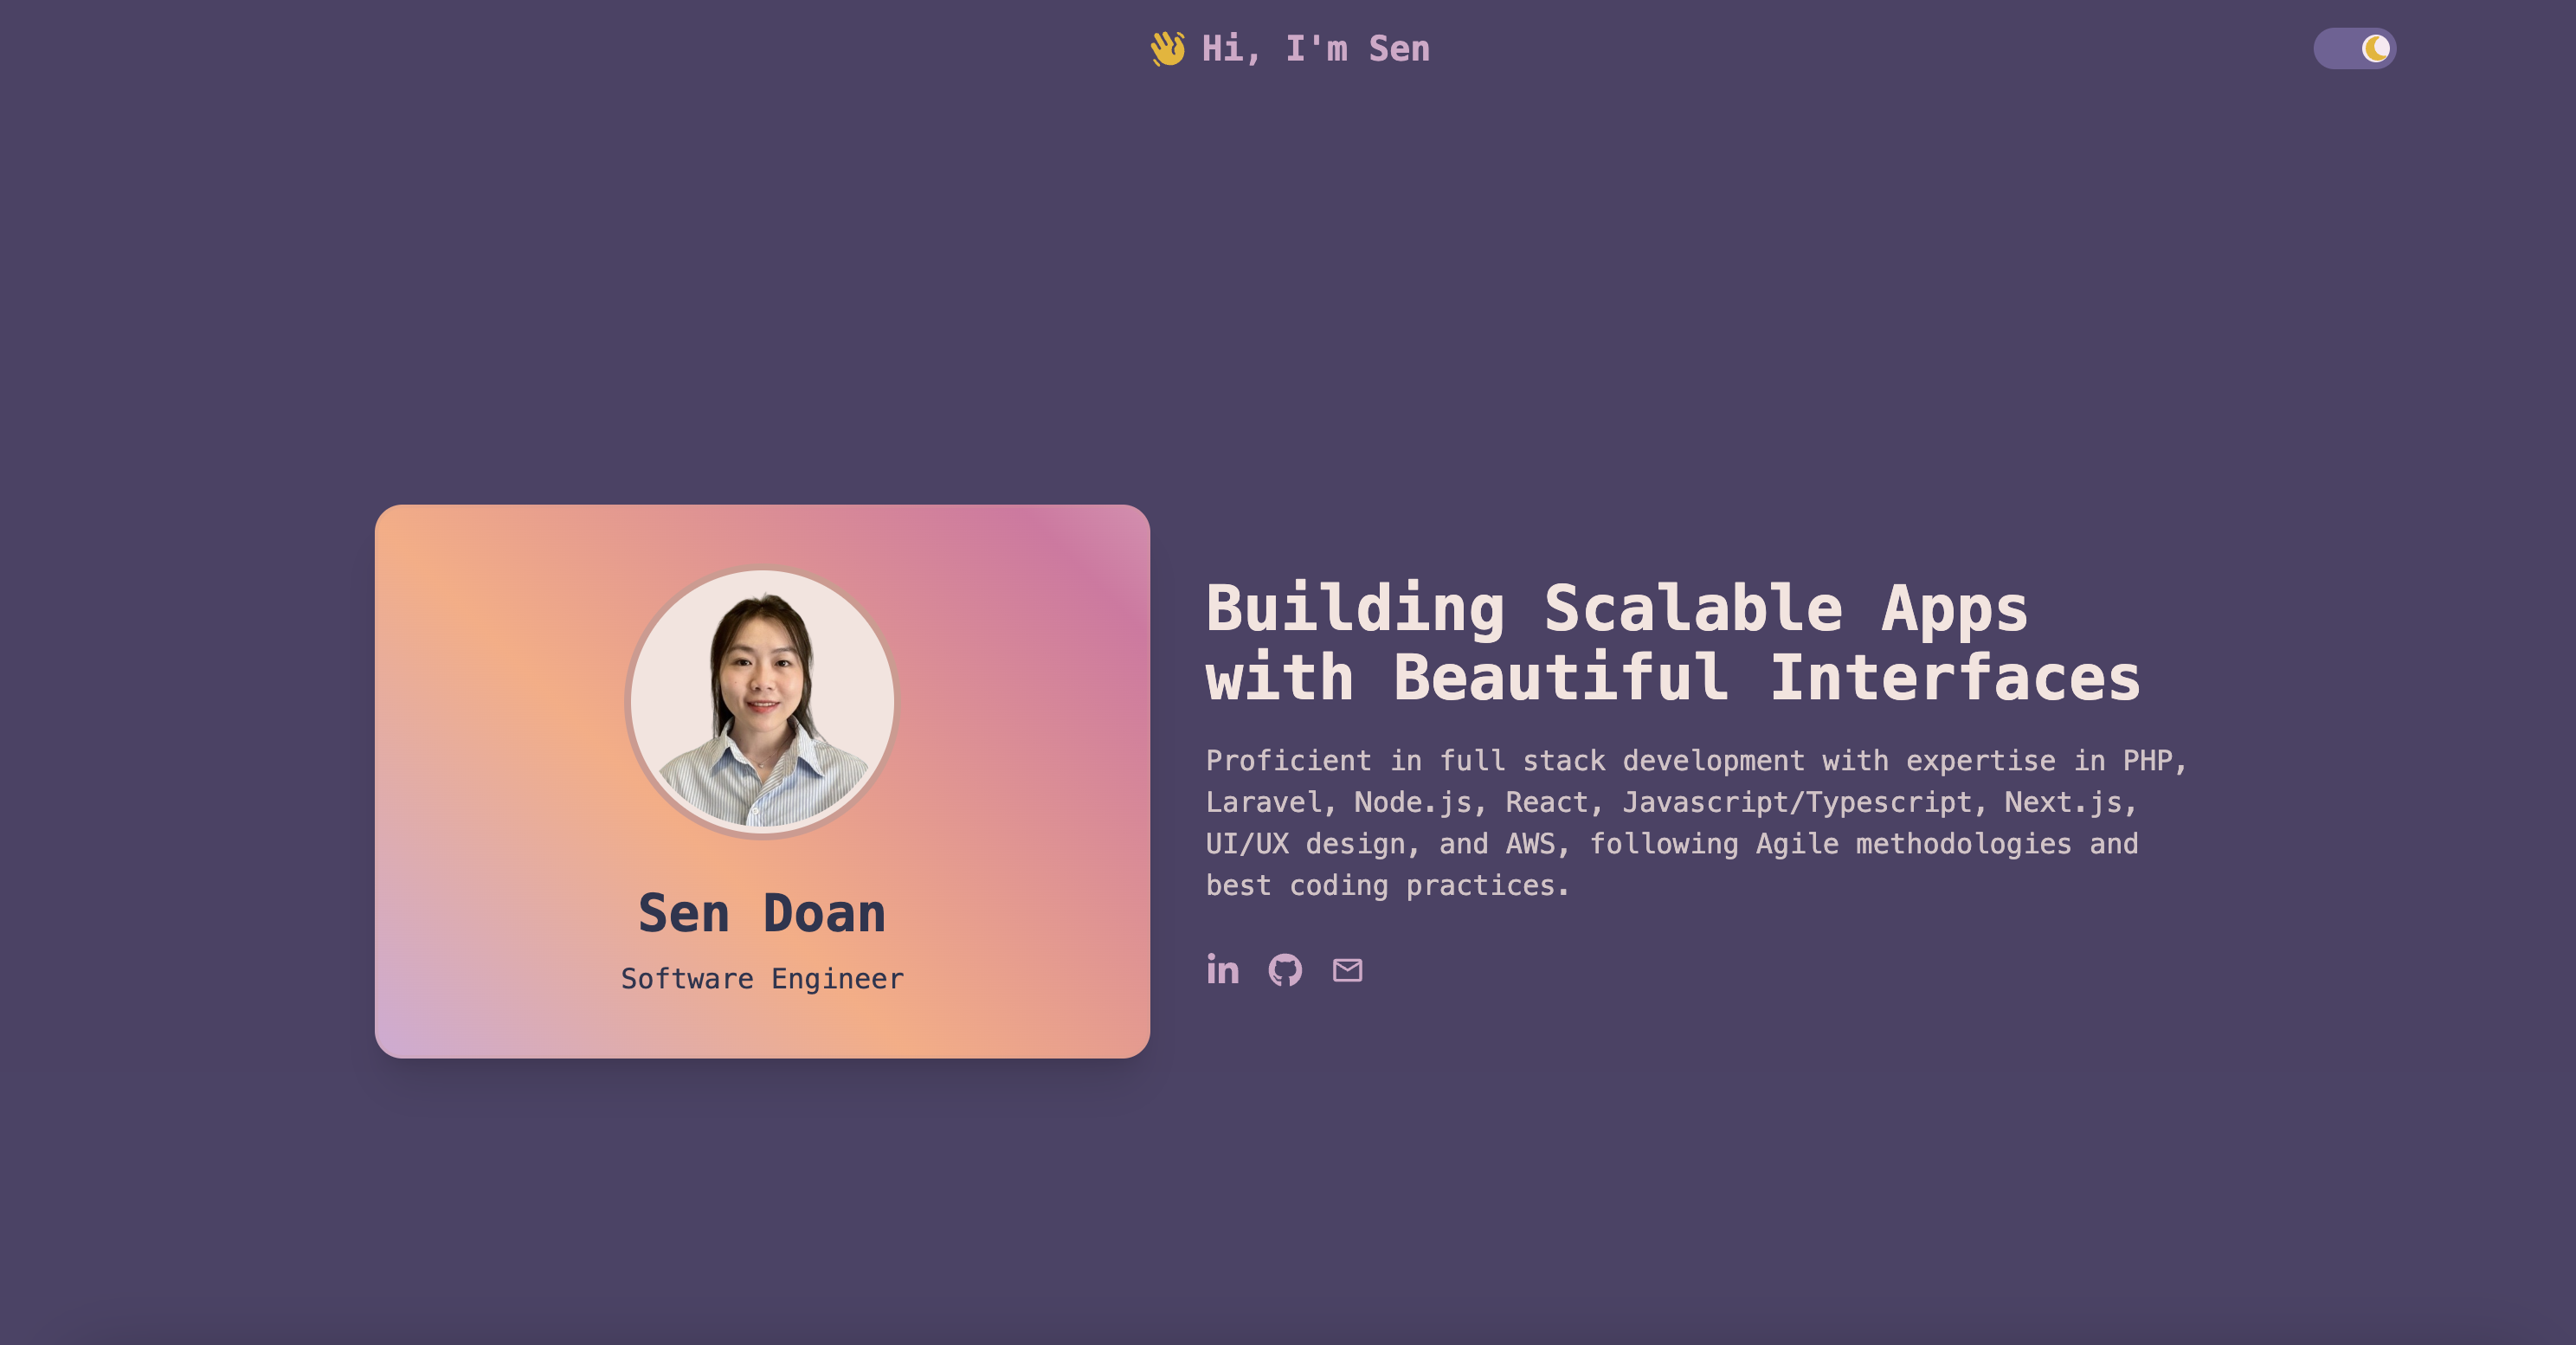 Hi, I'm Sen
Sen Doan
Software Engineer
Building Scalable Apps
with Beautiful Interfaces
Proficient in full stack development with expertise in PHP,
Laravel, Node.js, React, Javascript/Typescript, Next.js,
UI/UX design, and AWS, following Agile methodologies and
best coding practices.
in